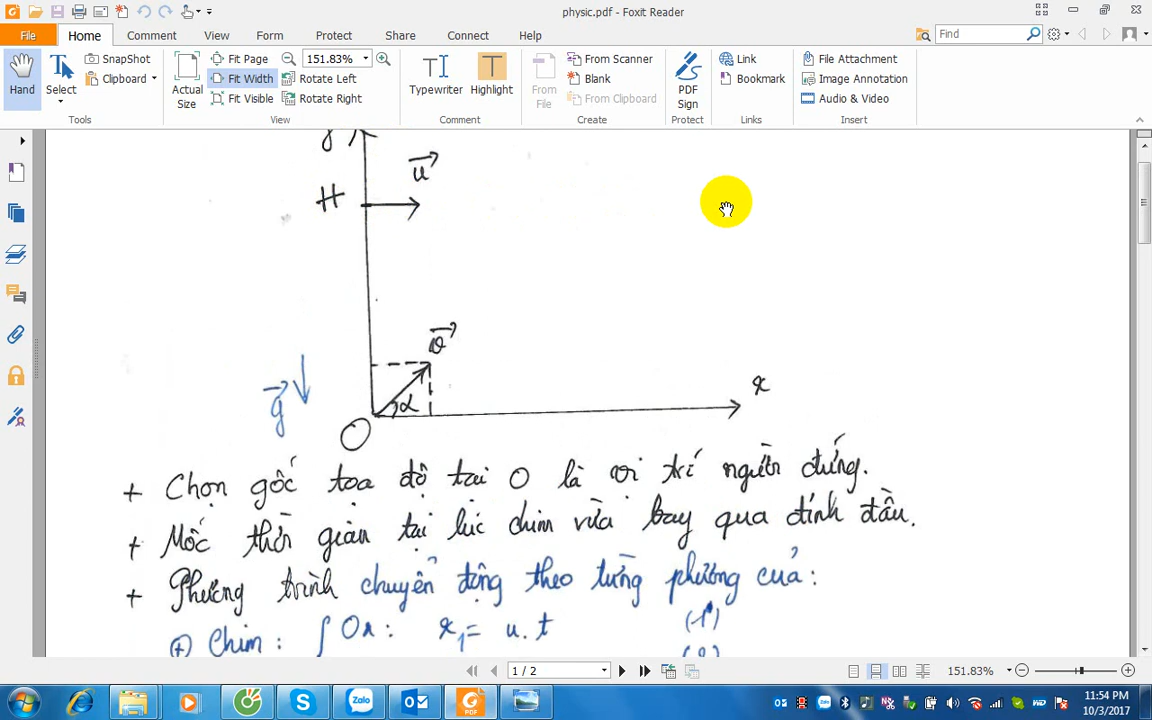 physic.pdf - Foxit Reader
File Home Comment View Form Protect Share Connect Help Find
Hand
Select
SnapShot
Clipboard
Tools
Actual Size
Fit Page
Fit Width
Fit Visible
151.83%
Rotate Left
Rotate Right
View
Typewriter
Highlight
Comment
From File
From Scanner
Blank
From Clipboard
Create
PDF Sign
Protect
Link
Bookmark
Links
File Attachment
Image Annotation
Audio & Video
Insert
y
H
u
v
g
α
x
O
+ Chọn gốc tọa độ tại O là vị trí người đứng.
+ Mốc thời gian tại lúc chim vừa bay qua đỉnh đầu.
+ Phương trình chuyển động theo từng phương của:
⊕ Chim : Ox : x₁ = u.t (1)
(2)
1 / 2
151.83%
Zalo
PDF
11:54 PM
10/3/2017